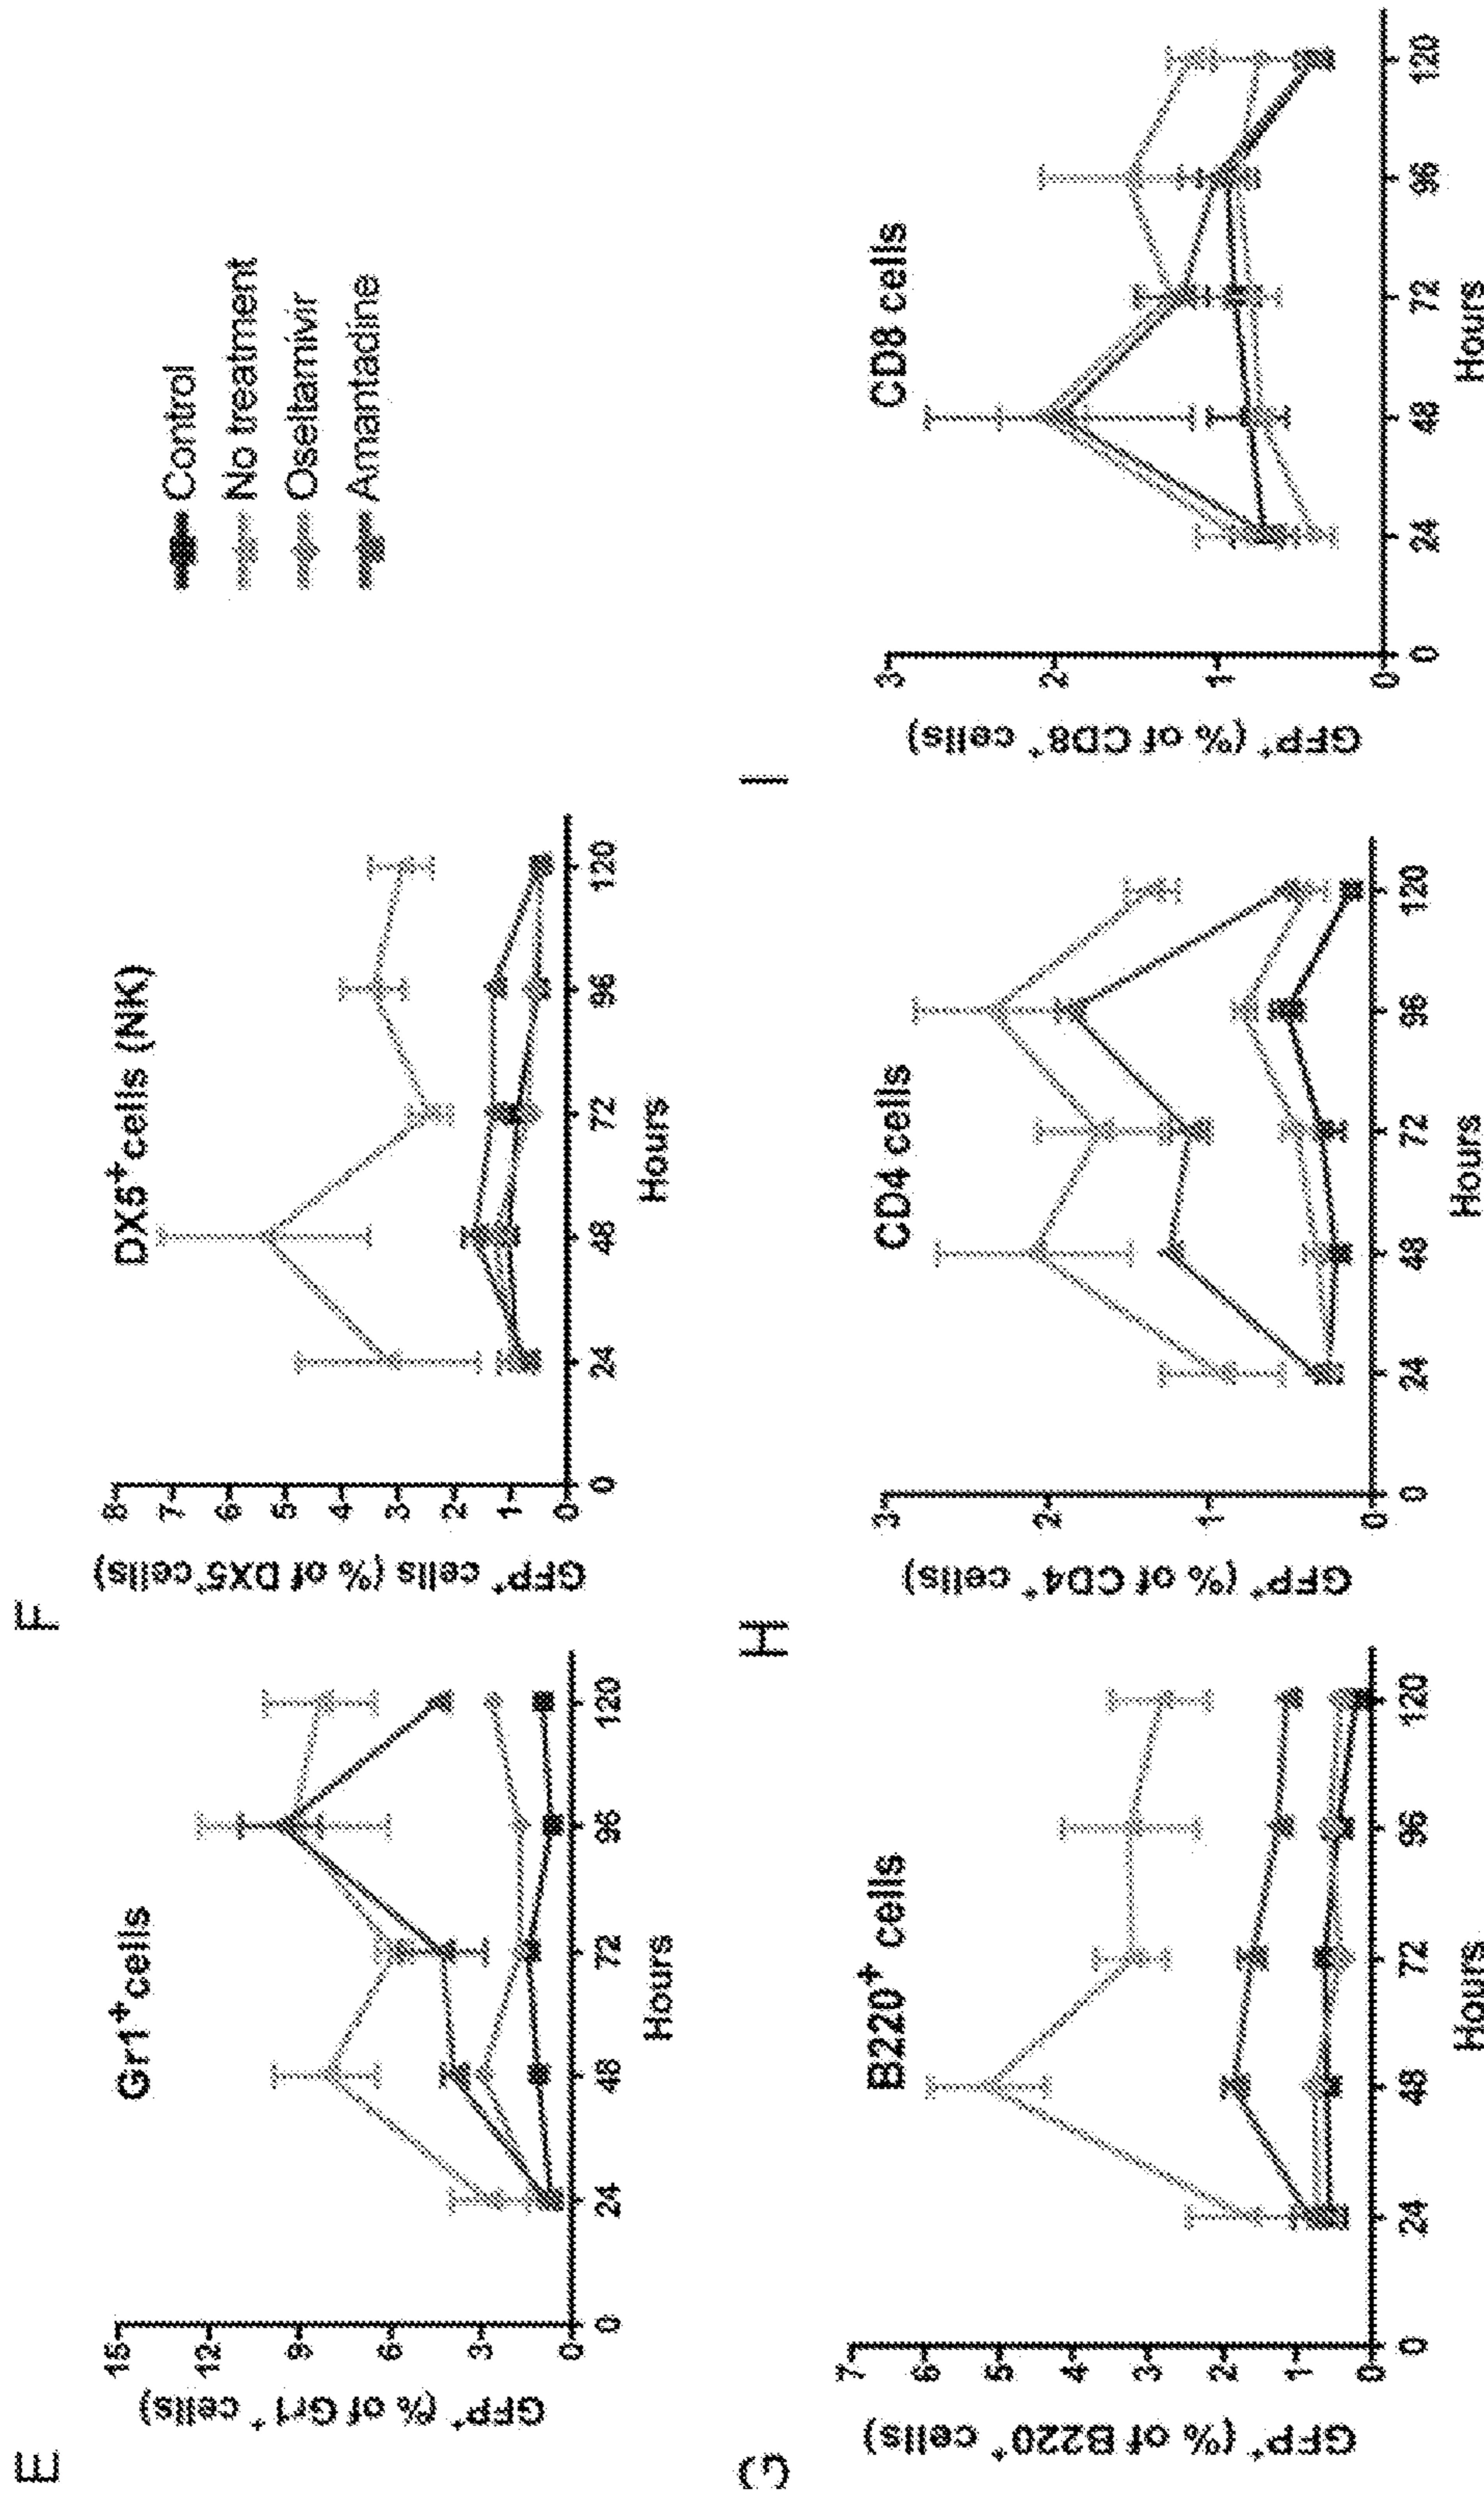 E
Gr1+cells
GFP+ (% of Gr1+ cells)
15
12
9
6
3
0
0 24 48 72 96 120
Hours
F
DX5+cells (NK)
GFP+ cells (% of DX5+cells)
8
7
6
5
4
3
2
1
0
0 24 48 72 96 120
Hours
Control
No treatment
Oseltamivir
Amantadine
G
B220+ cells
GFP+ (% of B220+ cells)
7
6
5
4
3
2
1
0
0 24 48 72 96 120
Hours
H
CD4 cells
GFP+ (% of CD4+ cells)
3
2
1
0
0 24 48 72 96 120
Hours
I
CD8 cells
GFP+ (% of CD8+ cells)
3
2
1
0
0 24 48 72 96 120
Hours